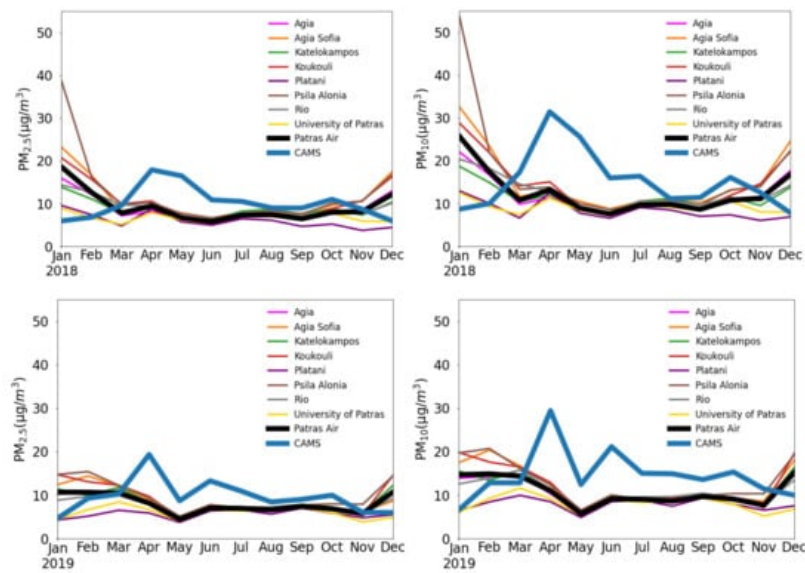 PM2.5(µg/m³)
55
50
40
30
20
10
0
Jan Feb Mar Apr May Jun Jul Aug Sep Oct Nov Dec
2018
Agia
Agia Sofia
Katelokampos
Koukouli
Platani
Psila Alonia
Rio
University of Patras
Patras Air
CAMS
PM10(µg/m³)
50
40
30
20
10
0
Jan Feb Mar Apr May Jun Jul Aug Sep Oct Nov Dec
2018
Agia
Agia Sofia
Katelokampos
Koukouli
Platani
Psila Alonia
Rio
University of Patras
Patras Air
CAMS
PM2.5(µg/m³)
50
40
30
20
10
0
Jan Feb Mar Apr May Jun Jul Aug Sep Oct Nov Dec
2019
Agia
Agia Sofia
Katelokampos
Koukouli
Platani
Psila Alonia
Rio
University of Patras
Patras Air
CAMS
PM10(µg/m³)
50
40
30
20
10
0
Jan Feb Mar Apr May Jun Jul Aug Sep Oct Nov Dec
2019
Agia
Agia Sofia
Katelokampos
Koukouli
Platani
Psila Alonia
Rio
University of Patras
Patras Air
CAMS